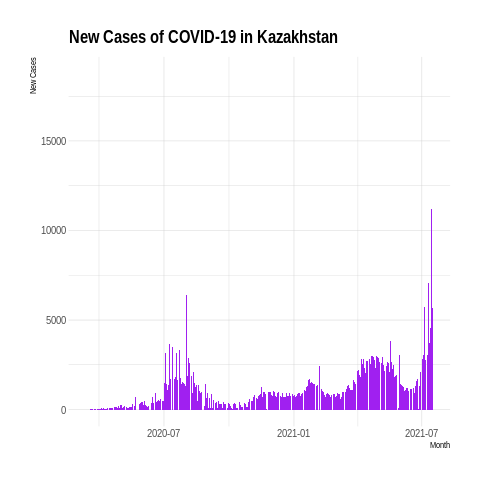 New Cases of COVID-19 in Kazakhstan
New Cases
15000
10000
5000
0
2020-07
2021-01
2021-07
Month